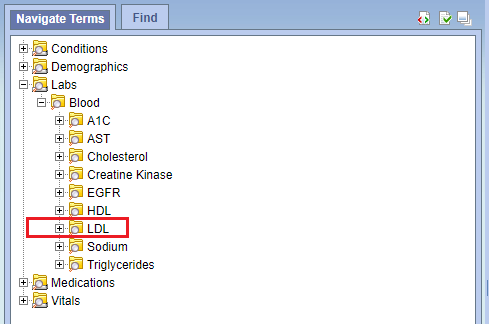 Navigate Terms
Find
Conditions
Demographics
Labs
Blood
A1C
AST
Cholesterol
Creatine Kinase
EGFR
HDL
LDL
Sodium
Triglycerides
Medications
Vitals